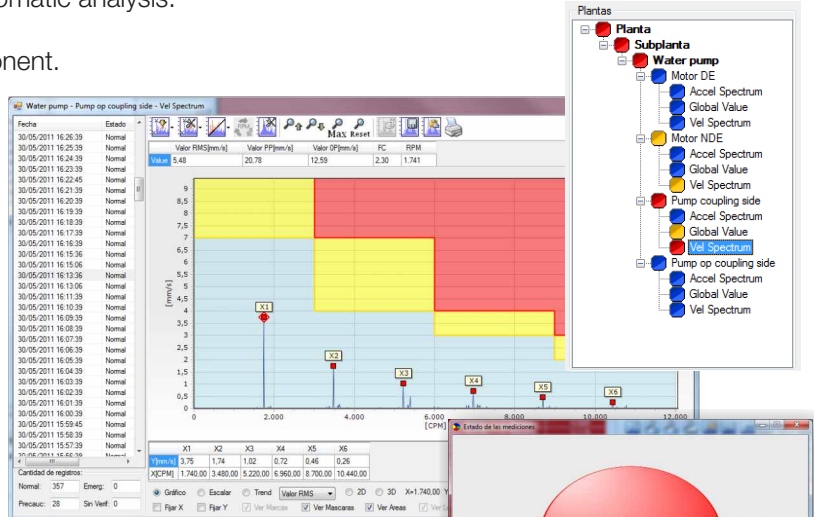 omatic analysis.
onent.
Plantas
Planta
Subplanta
Water pump
Motor DE
Accel Spectrum
Global Value
Vel Spectrum
Motor NDE
Accel Spectrum
Global Value
Vel Spectrum
Pump coupling side
Accel Spectrum
Global Value
Vel Spectrum
Pump op coupling side
Accel Spectrum
Global Value
Vel Spectrum
Water pump - Pump op coupling side - Vel Spectrum
Fecha Estado
30/05/2011 16:26:39 Normal
30/05/2011 16:25:39 Normal
30/05/2011 16:24:39 Normal
30/05/2011 16:23:39 Normal
30/05/2011 16:22:45 Normal
30/05/2011 16:21:39 Normal
30/05/2011 16:20:39 Normal
30/05/2011 16:19:39 Normal
30/05/2011 16:18:39 Normal
30/05/2011 16:17:39 Normal
30/05/2011 16:16:39 Normal
30/05/2011 16:15:36 Normal
30/05/2011 16:15:06 Normal
30/05/2011 16:13:36 Normal
30/05/2011 16:13:06 Normal
30/05/2011 16:11:39 Normal
30/05/2011 16:10:39 Normal
30/05/2011 16:09:39 Normal
30/05/2011 16:08:39 Normal
30/05/2011 16:07:39 Normal
30/05/2011 16:06:39 Normal
30/05/2011 16:05:39 Normal
30/05/2011 16:04:39 Normal
30/05/2011 16:03:39 Normal
30/05/2011 16:02:39 Normal
30/05/2011 16:01:39 Normal
30/05/2011 16:00:39 Normal
30/05/2011 15:59:45 Normal
30/05/2011 15:58:39 Normal
30/05/2011 15:57:39 Normal
30/05/2011 15:56:39 Normal
Cantidad de registros:
Normal: 357 Emerg: 0
Precauc: 28 Sin Verif: 0
RPM Max Reset
Valor RMS[mm/s] Valor PP[mm/s] Valor 0P[mm/s] FC RPM
Value 5,48 20,78 12,59 2.30 1.741
[mm/s]
9
8,5
8
7,5
7
6,5
6
5,5
5
4,5
4
3,5
3
2,5
2
1,5
1
0,5
0
X1
X2
X3
X4
X5
X6
0 2.000 4.000 6.000 8.000 10.000 12.000
[CPM]
X1 X2 X3 X4 X5 X6
Y[mm/s] 3,75 1,74 1,02 0,72 0,46 0,26
X[CPM] 1.740,00 3.480,00 5.220,00 6.960,00 8.700,00 10.440,00
Gráfico Escalar Trend Valor RMS 2D 3D X=1.740,00 Y
Fijar X Fijar Y Ver Marcas Ver Mascaras Ver Areas Ver
Estado de las mediciones